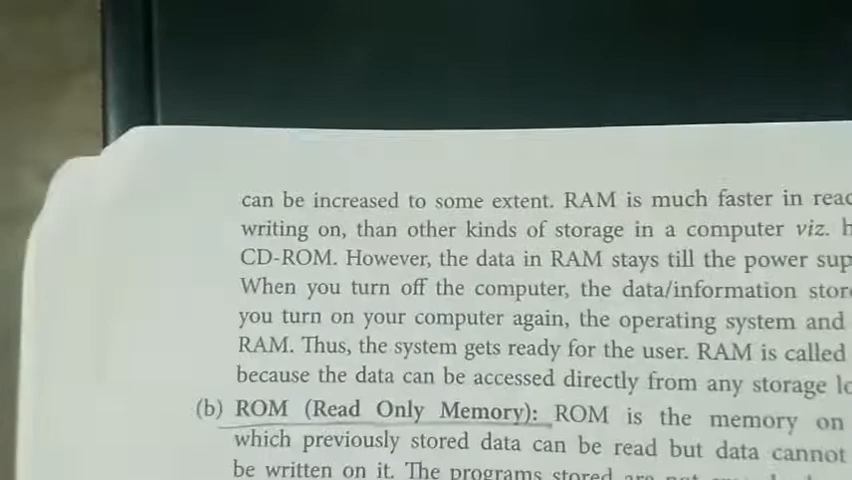 can be increased to some extent. RAM is much faster in
writing on, than other kinds of storage in a computer viz.
CD-ROM. However, the data in RAM stays till the power
When you turn off the computer, the data/information
you turn on your computer again, the operating system and
RAM. Thus, the system gets ready for the user. RAM is called
because the data can be accessed directly from any storage
(b) ROM (Read Only Memory): ROM is the memory on
which previously stored data can be read but data cannot
be written on it. The programs stored are not